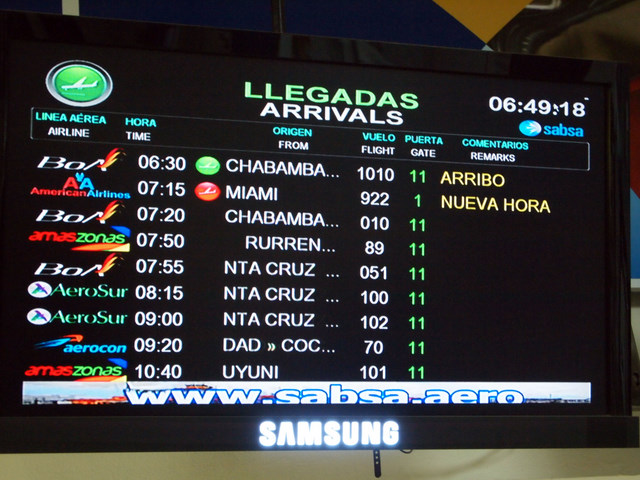 LLEGADAS
ARRIVALS
06:49:18
sabsa
LINEA AÉREA HORA ORIGEN VUELO PUERTA COMENTARIOS
AIRLINE TIME FROM FLIGHT GATE REMARKS
BoA 06:30 CHABAMBA... 1010 11 ARRIBO
AA AmericanAirlines 07:15 MIAMI 922 1 NUEVA HORA
BoA 07:20 CHABAMBA... 010 11
amaszonas 07:50 RURREN... 89 11
BoA 07:55 NTA CRUZ ... 051 11
AeroSur 08:15 NTA CRUZ ... 100 11
AeroSur 09:00 NTA CRUZ ... 102 11
aerocon 09:20 DAD » COC... 70 11
amaszonas 10:40 UYUNI 101 11
www.sabsa.aero
SAMSUNG